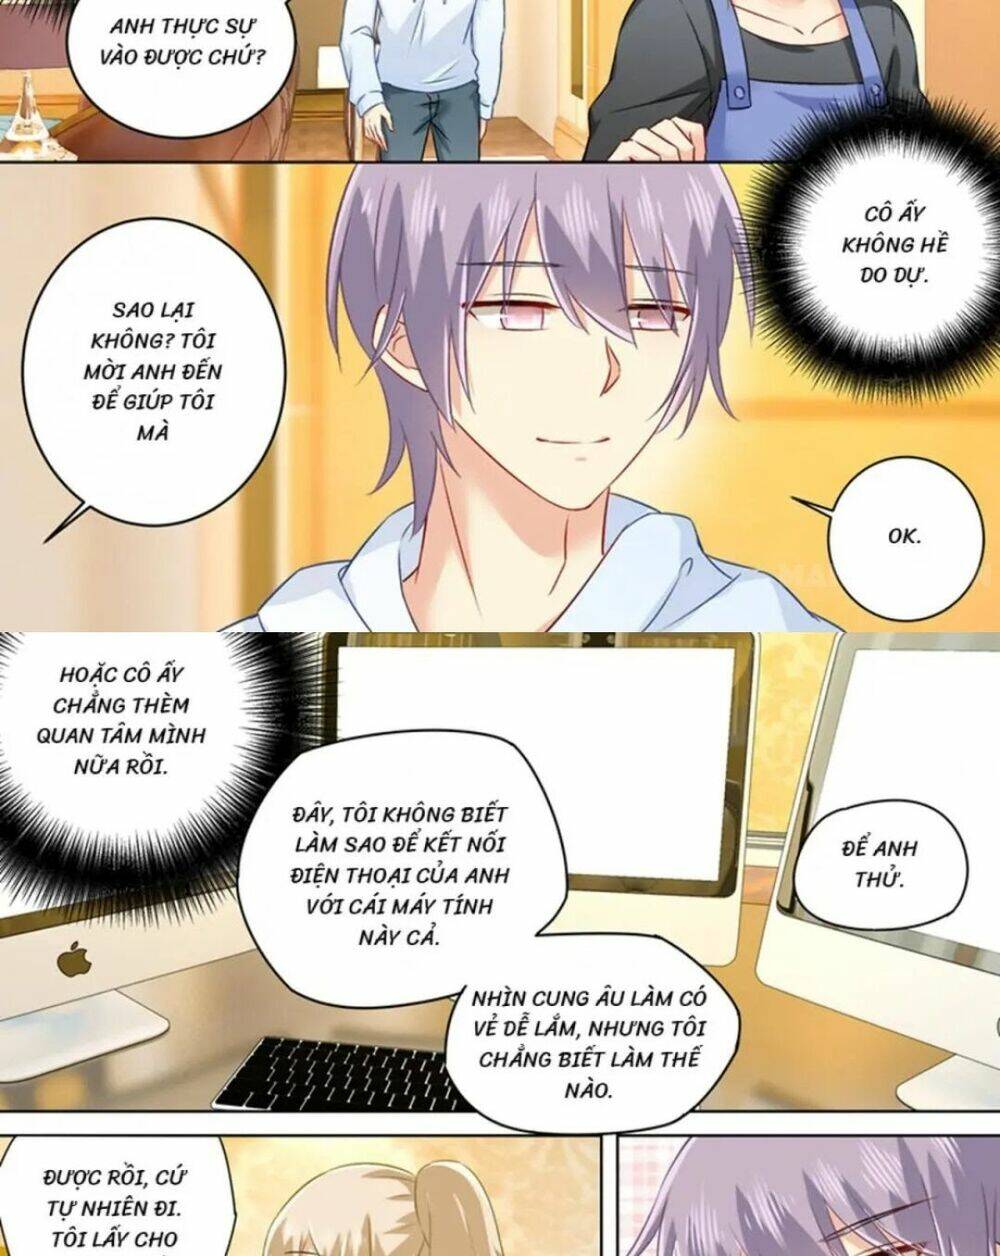 ANH THỰC SỰ
VÀO ĐƯỢC CHỨ?
CÔ ẤY
KHÔNG HỀ
DO DỰ.
SAO LẠI
KHÔNG? TÔI
MỜI ANH ĐẾN
ĐỂ GIÚP TÔI
MÀ
OK.
HOẶC CÔ ẤY
CHẲNG THÈM
QUAN TÂM MÌNH
NỮA RỒI.
ĐÂY, TÔI KHÔNG BIẾT
LÀM SAO ĐỂ KẾT NỐI
ĐIỆN THOẠI CỦA ANH
VỚI CÁI MÁY TÍNH
NÀY CẢ.
ĐỂ ANH
THỬ.
NHÌN CUNG ÂU LÀM CÓ
VẺ DỄ LẮM, NHƯNG TÔI
CHẲNG BIẾT LÀM THẾ
NÀO.
ĐƯỢC RỒI, CỨ
TỰ NHIÊN ĐI.
TÔI LẤY CHO